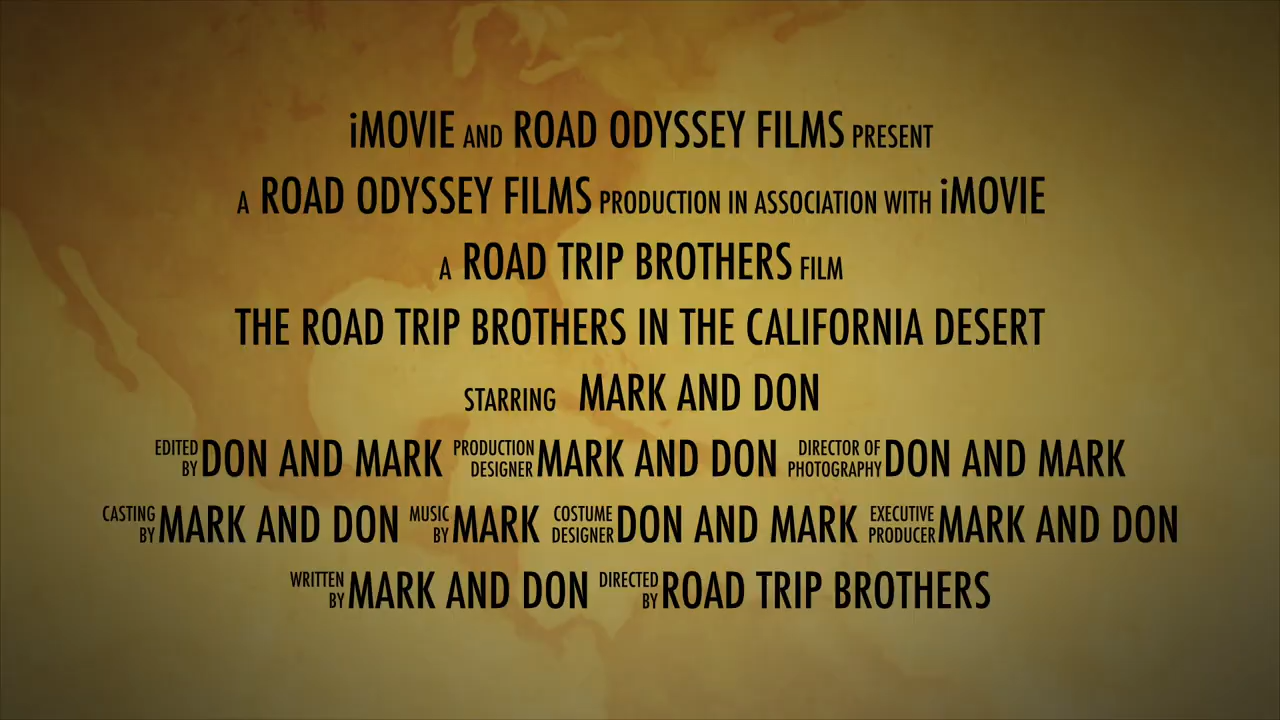 iMOVIE AND ROAD ODYSSEY FILMS PRESENT
A ROAD ODYSSEY FILMS PRODUCTION IN ASSOCIATION WITH iMOVIE
A ROAD TRIP BROTHERS FILM
THE ROAD TRIP BROTHERS IN THE CALIFORNIA DESERT
STARRING MARK AND DON
EDITED BY DON AND MARK PRODUCTION DESIGNER MARK AND DON DIRECTOR OF PHOTOGRAPHY DON AND MARK
CASTING BY MARK AND DON MUSIC BY MARK COSTUME DESIGNER DON AND MARK EXECUTIVE PRODUCER MARK AND DON
WRITTEN BY MARK AND DON DIRECTED BY ROAD TRIP BROTHERS